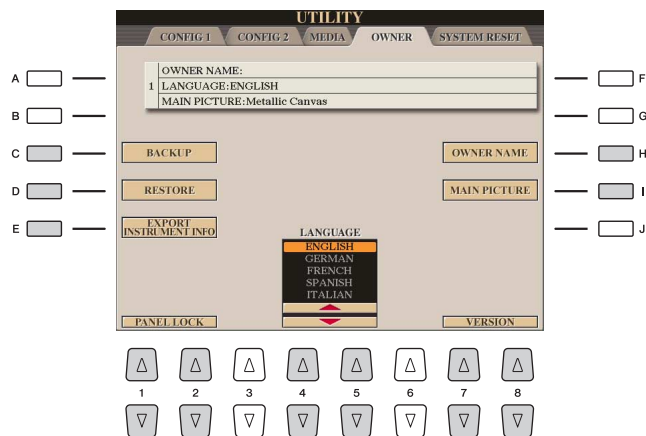 UTILITY
CONFIG 1 CONFIG 2 MEDIA OWNER SYSTEM RESET
1 OWNER NAME:
LANGUAGE:ENGLISH
MAIN PICTURE:Metallic Canvas
A F
B G
C BACKUP OWNER NAME H
D RESTORE MAIN PICTURE I
E EXPORT INSTRUMENT INFO J
LANGUAGE
ENGLISH
GERMAN
FRENCH
SPANISH
ITALIAN
PANEL LOCK VERSION
1 2 3 4 5 6 7 8